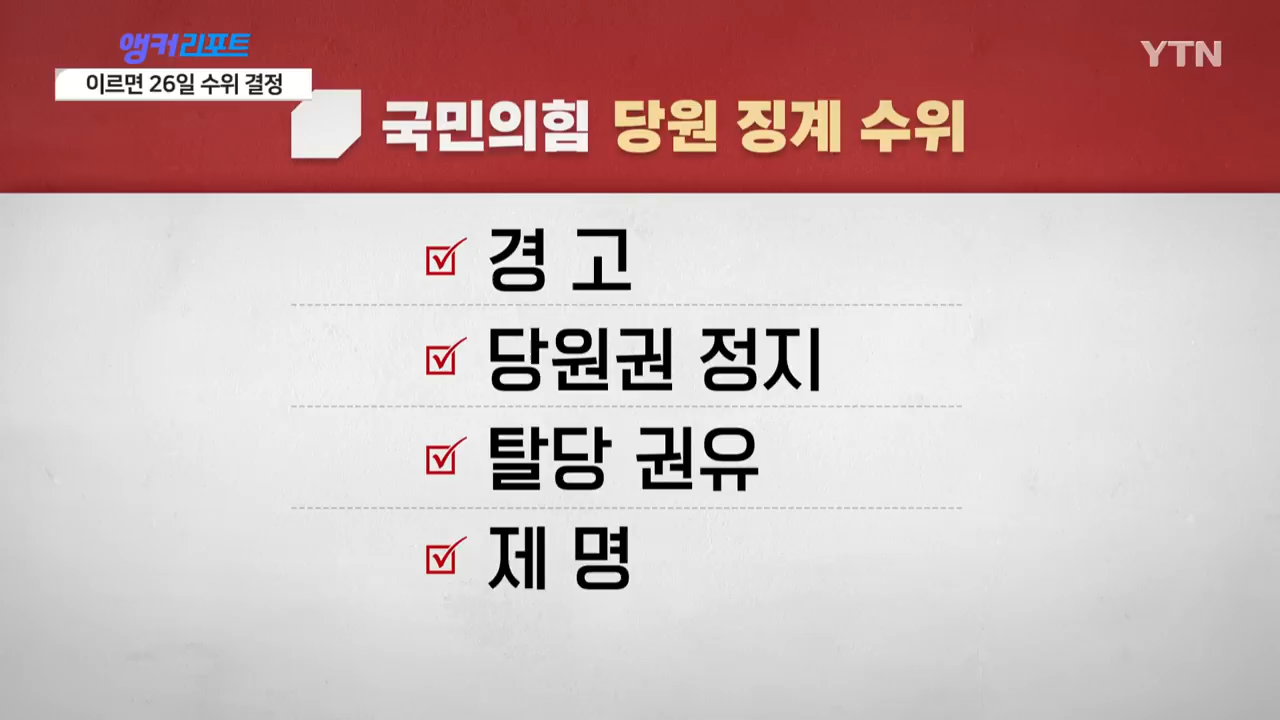 앵커리포트
YTN
이르면 26일 수위 결정
국민의힘 당원 징계 수위
경 고
당원권 정지
탈당 권유
제 명